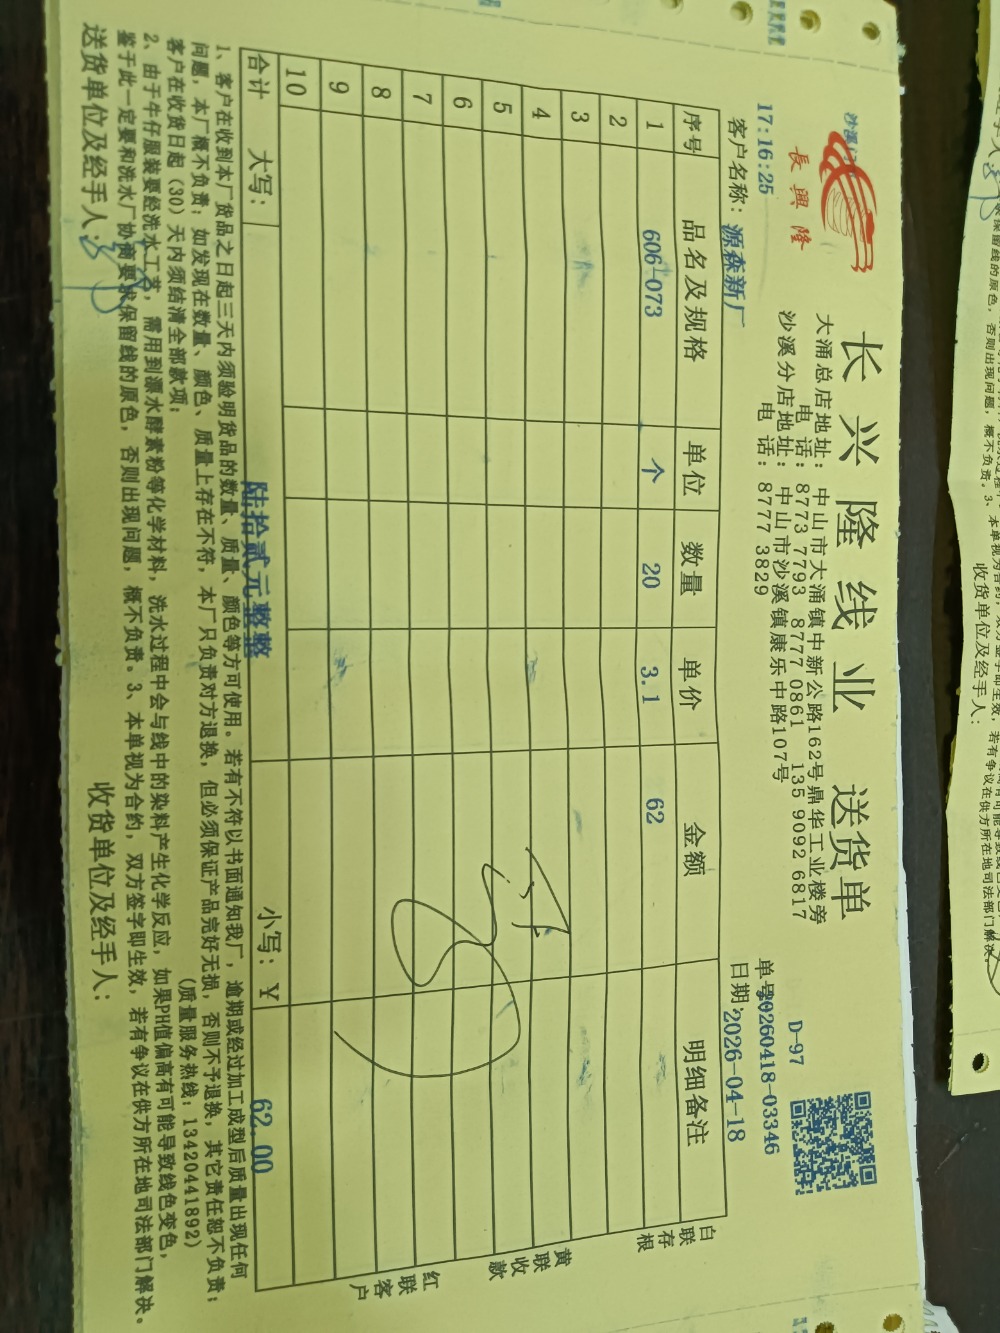 長興隆
长兴隆线业 送货单
大涌总店地址：中山市大涌镇中新公路162号鼎华工业楼旁
电话：8773 7793 8777 0861 135 9092 6817
沙溪分店地址：中山市沙溪镇康乐中路107号
电话：8777 3829
D-97
17:16:25
单号20260418-03346
客户名称：源森新厂
日期：2026-04-18
序号 品名及规格 单位 数量 单价 金额 明细备注
1 606-073 个 20 3.1 62
2
3
4
5
6
7
8
9
10
合计 大写： 陆拾贰元整整 小写：￥ 62.00
白联存根
黄联收款
红联客户
1、客户在收到本厂货品之日起三天内须验明货品的数量、质量、颜色等方可使用。若有不符以书面通知我厂，逾期或经过加工成型后质量出现任何
问题，本厂概不负责；如发现在数量、颜色、质量上存在不符，本厂只负责对方退换，但必须保证产品完好无损，否则不予退换，其它责任恕不负责；
客户在收货日起（30）天内须结清全部款项；
（质量服务热线：13420441892）
2、由于牛仔服装要经洗水工艺，需用到漂水酵素粉等化学材料，洗水过程中会与线中的染料产生化学反应，如果PH值偏高有可能导致线色变色，
鉴于此一定要和洗水厂协商要求保留线的原色，否则出现问题，概不负责。3、本单视为合约，双方签字即生效，若有争议在供方所在地司法部门解决。
送货单位及经手人：
收货单位及经手人：